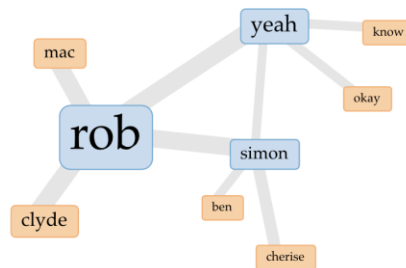 yeah
know
mac
okay
rob
simon
ben
clyde
cherise